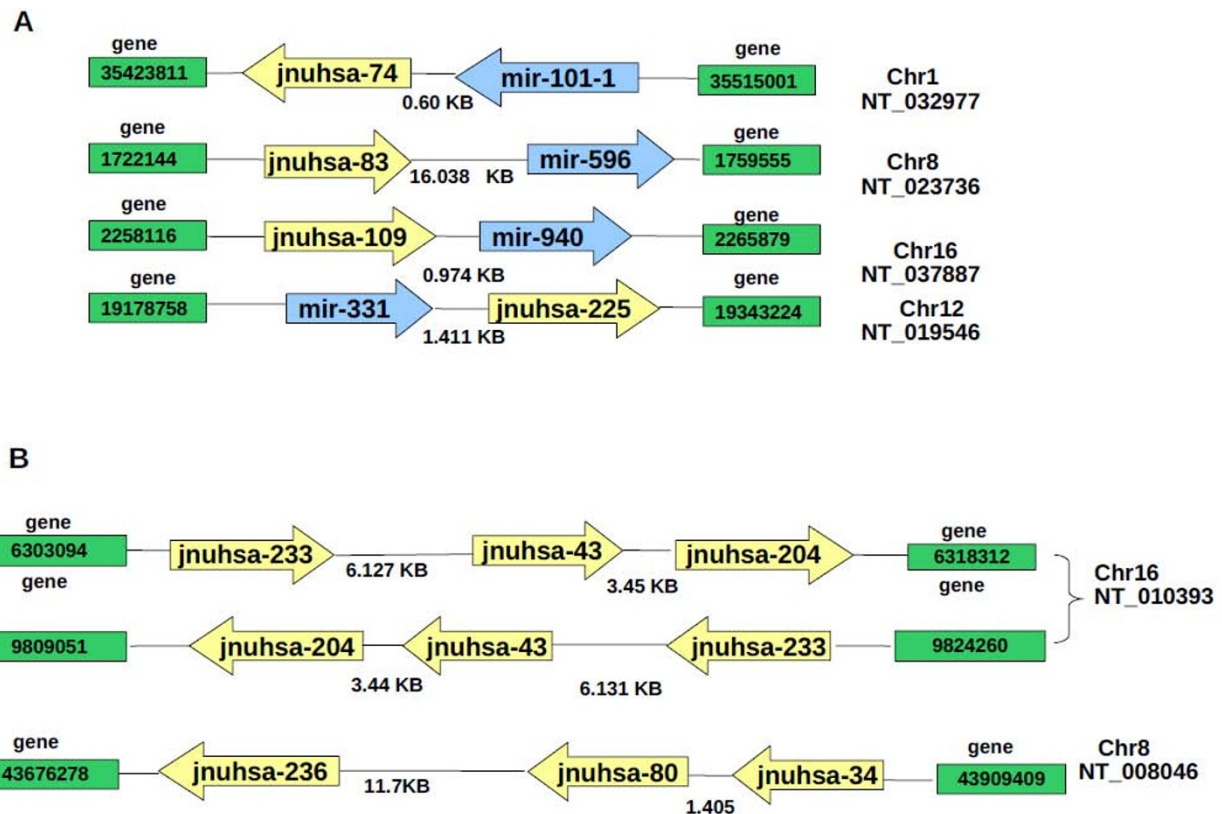 A
gene
gene
35423811
jnuhsa-74
mir-101-1
35515001
0.60 KB
Chr1
NT_032977
gene
gene
1722144
jnuhsa-83
mir-596
1759555
16.038 KB
Chr8
NT_023736
gene
gene
2258116
jnuhsa-109
mir-940
2265879
0.974 KB
Chr16
NT_037887
gene
gene
19178758
mir-331
jnuhsa-225
19343224
1.411 KB
Chr12
NT_019546
B
gene
gene
6303094
jnuhsa-233
jnuhsa-43
jnuhsa-204
6318312
6.127 KB
3.45 KB
Chr16
NT_010393
gene
gene
9809051
jnuhsa-204
jnuhsa-43
jnuhsa-233
9824260
3.44 KB
6.131 KB
gene
gene
43676278
jnuhsa-236
jnuhsa-80
jnuhsa-34
43909409
11.7KB
1.405
Chr8
NT_008046